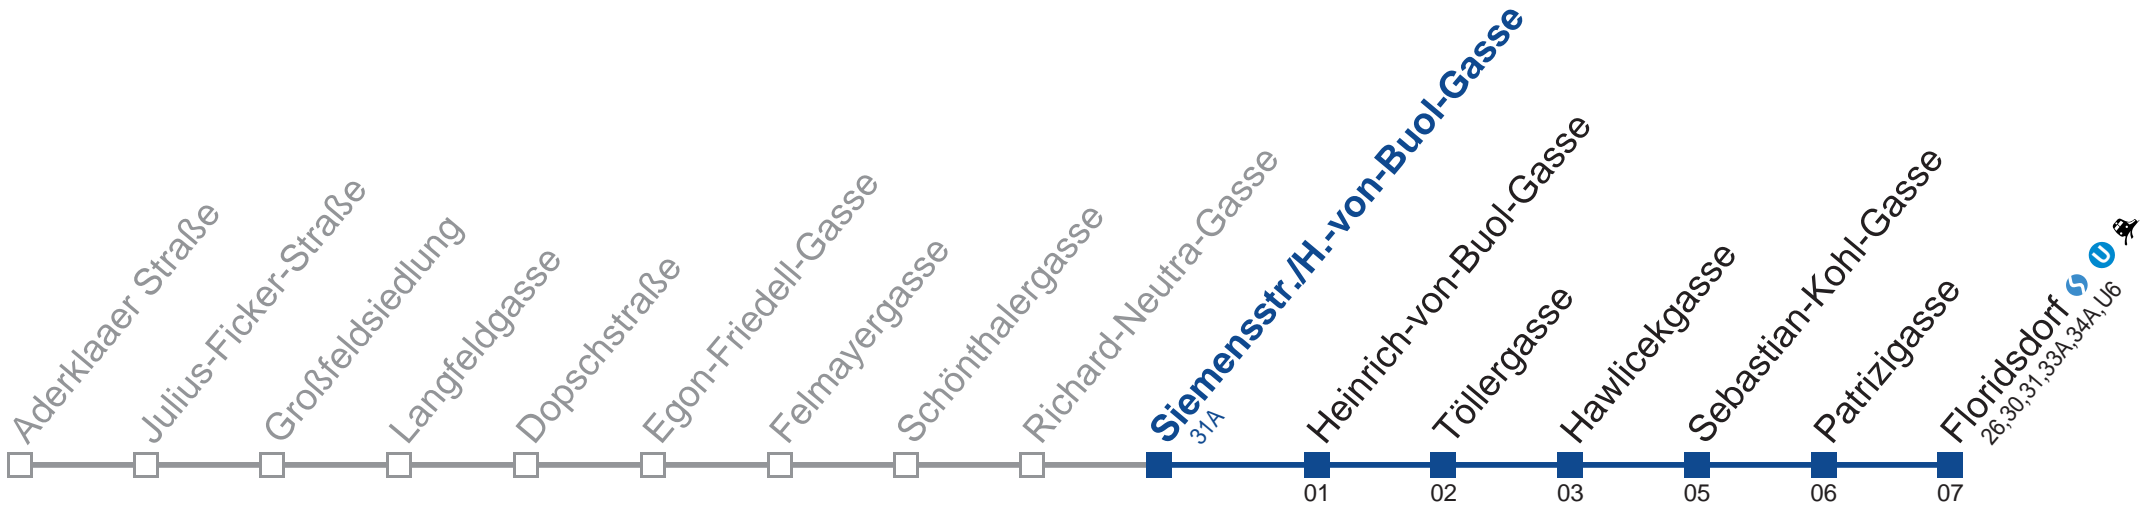 Aderklaaer Straße
Julius-Ficker-Straße
Großfeldsiedlung
Langfeldgasse
Dopschstraße
Egon-Friedell-Gasse
Felmayergasse
Schönthalergasse
Richard-Neutra-Gasse
Siemensstr./H.-von-Buol-Gasse
31A
Heinrich-von-Buol-Gasse
Töllergasse
Hawlicekgasse
Sebastian-Kohl-Gasse
Patrizigasse
Floridsdorf S U
26,30,31,33A,34A,U6
01 02 03 05 06 07